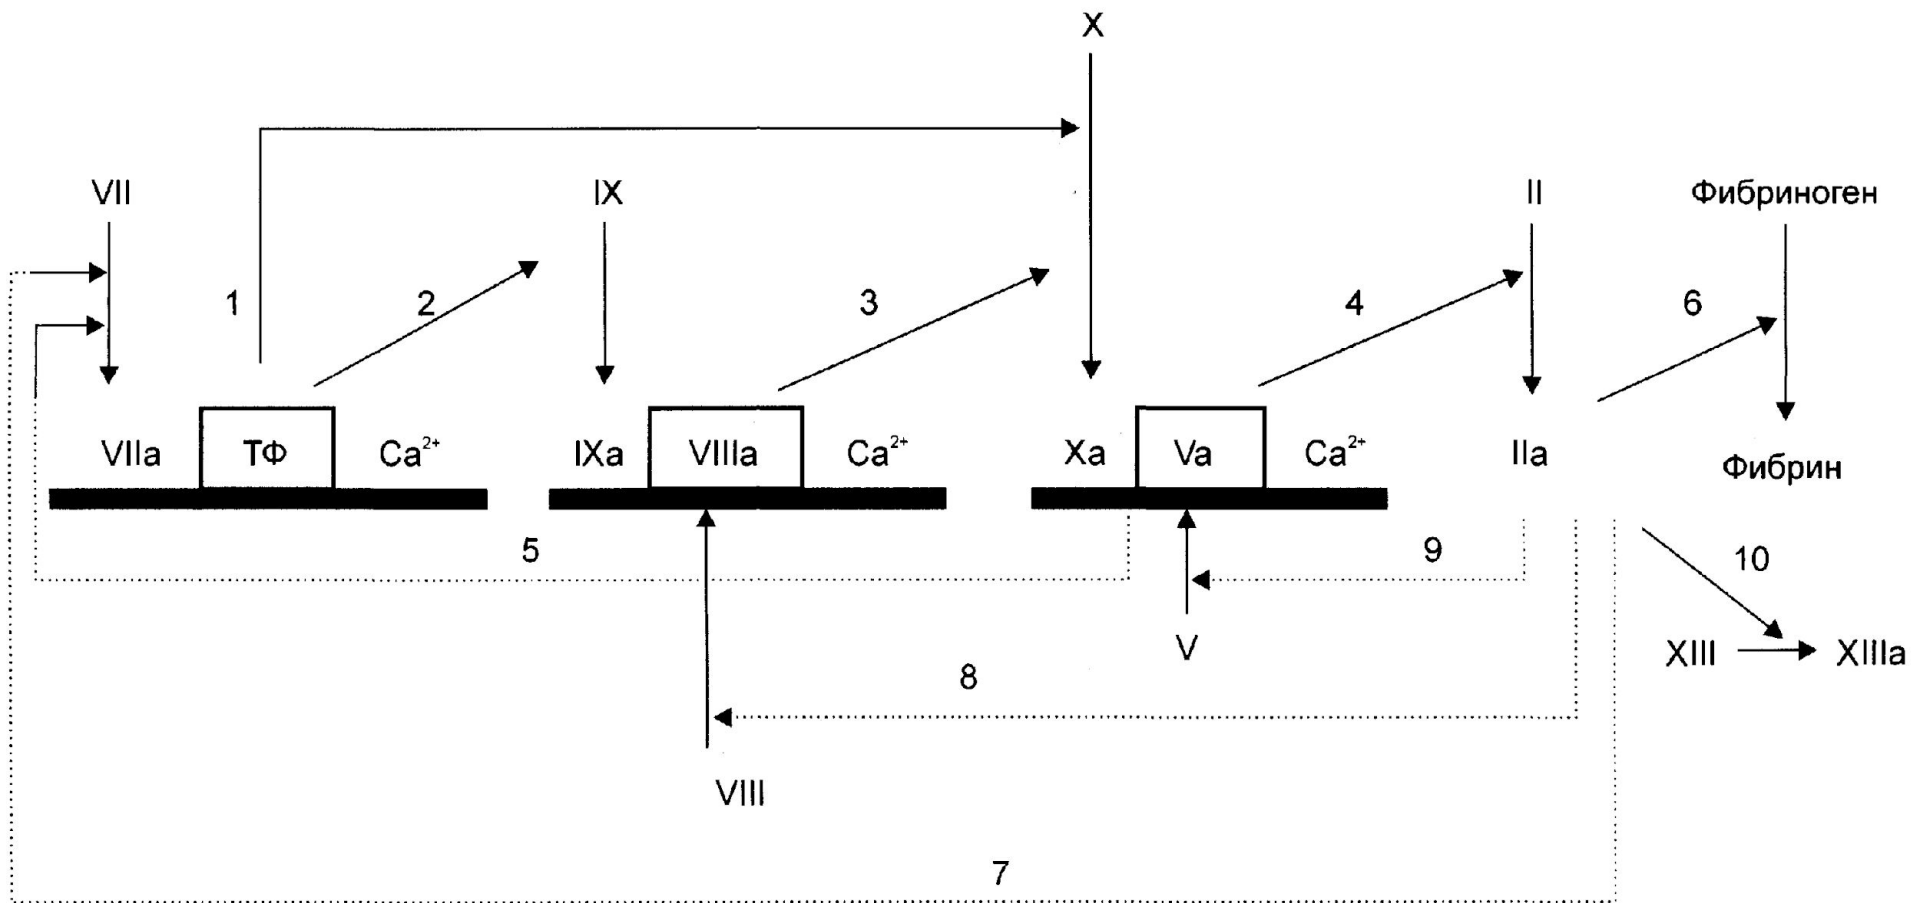 X
VII
IX
II
Фибриноген
1
2
3
4
6
VIIa
ТФ
Ca²⁺
IXa
VIIIa
Ca²⁺
Xa
Va
Ca²⁺
IIa
Фибрин
5
9
10
V
XIII
XIIIa
8
VIII
7